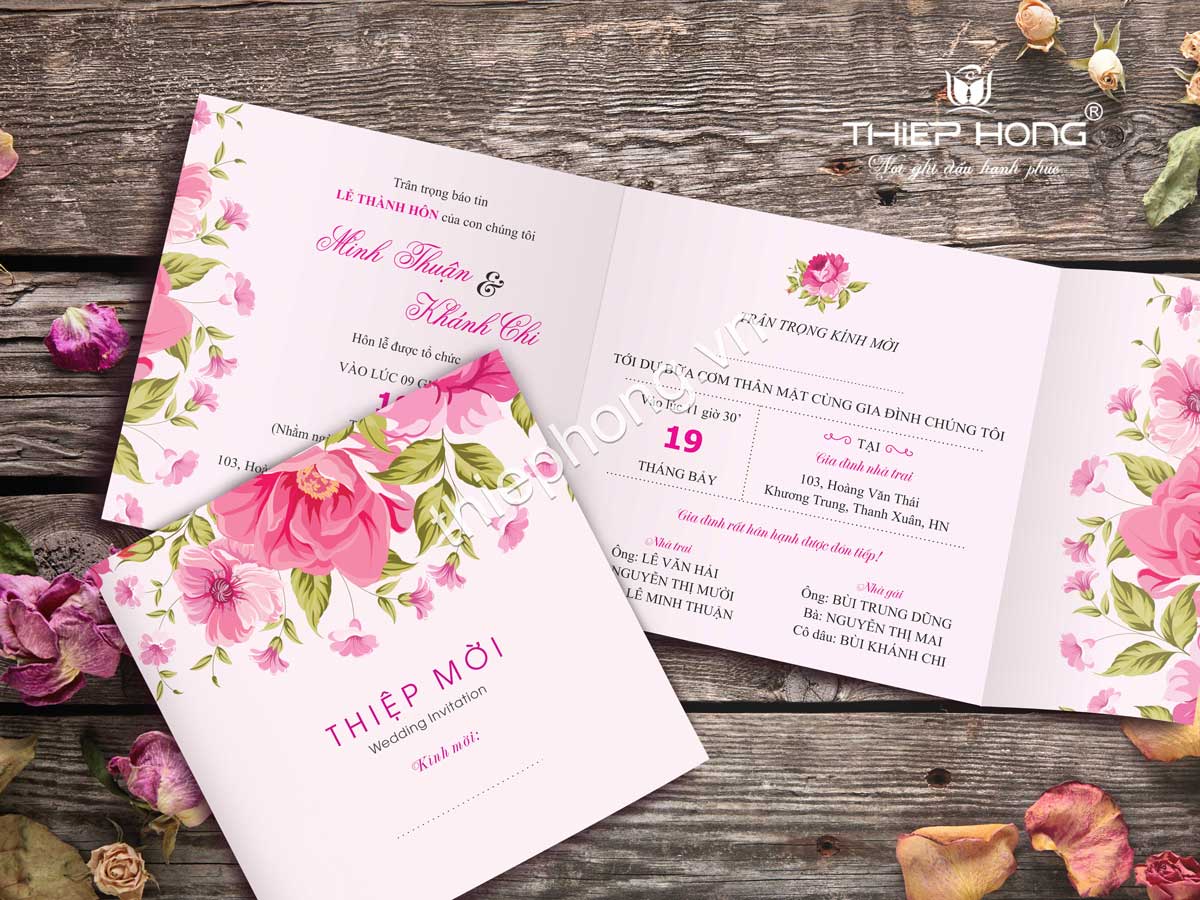 THIEP HONG®
Nơi ghi dấu hạnh phúc
Trân trọng báo tin
LỄ THÀNH HÔN của con chúng tôi
Minh Thuận &
Khánh Chi
Hôn lễ được tổ chức
VÀO LÚC 09
(Nhằm
103,
TRÂN TRỌNG KÍNH MỜI
TỚI DỰ BỮA CƠM THÂN MẬT CÙNG GIA ĐÌNH CHÚNG TÔI
Vào lúc 11 giờ 30'
19
THÁNG BẢY
TẠI
Gia đình nhà trai
103, Hoàng Văn Thái
Khương Trung, Thanh Xuân, HN
Gia đình rất hân hạnh được đón tiếp!
Nhà trai
Ông: LÊ VĂN HẢI
NGUYỄN THỊ MƯỜI
LÊ MINH THUẬN
Nhà gái
Ông: BÙI TRUNG DŨNG
Bà: NGUYỄN THỊ MAI
Cô dâu: BÙI KHÁNH CHI
THIỆP MỜI
Wedding Invitation
Kính mời:
thiephong.vn